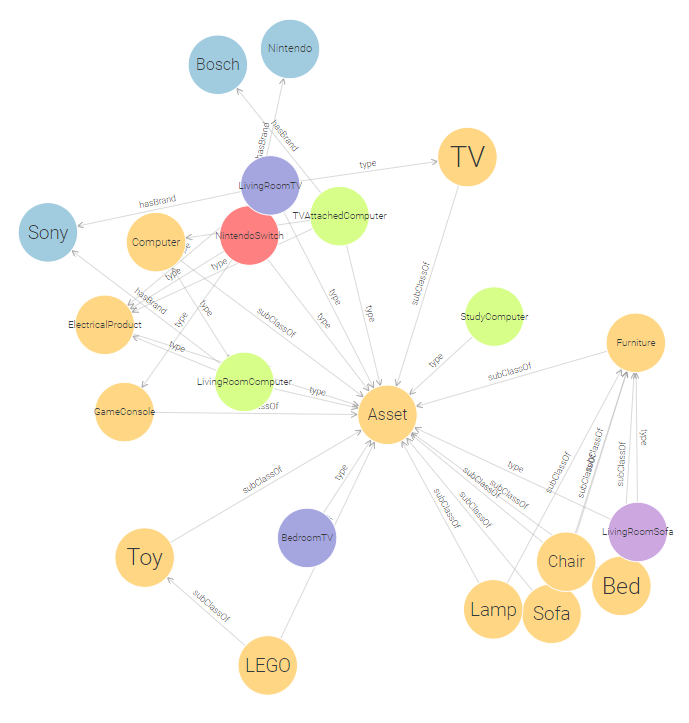 Nintendo
Bosch
hasBrand
hasBrand
TV
type
LivingRoomTV
hasBrand
TVAttachedComputer
Sony
Computer
NintendoSwitch
type
type
subClassOf
type
hasBrand
type
type
subClassOf
type
type
StudyComputer
ElectricalProduct
type
Furniture
type
subClassOf
type
LivingRoomComputer
GameConsole
ssOf
Asset
subClassOf
subClassOf
type
subClassOf
type
subClassOf
type
subClassOf
subClassOf
subClassOf
subClassOf
subClassOf
BedroomTV
LivingRoomSofa
Toy
Chair
Bed
subClassOf
Lamp
Sofa
LEGO